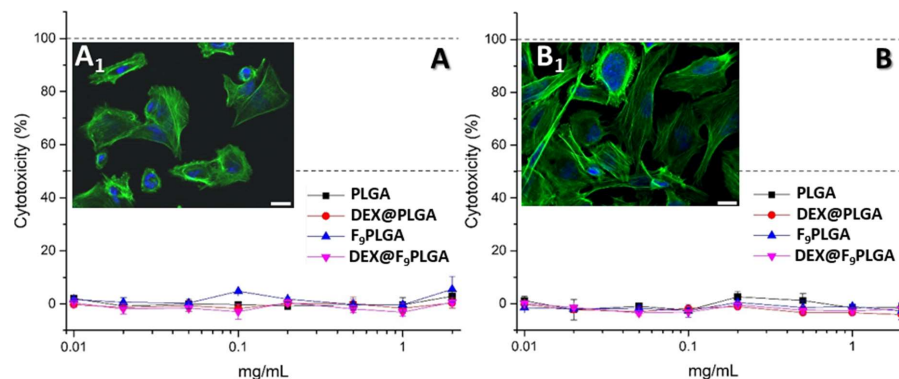 A₁
A
Cytotoxicity (%)
100
80
60
40
20
0
PLGA
DEX@PLGA
F₉PLGA
DEX@F₉PLGA
0.01
0.1
1
mg/mL
B₁
B
Cytotoxicity (%)
100
80
60
40
20
0
PLGA
DEX@PLGA
F₉PLGA
DEX@F₉PLGA
0.01
0.1
1
mg/mL